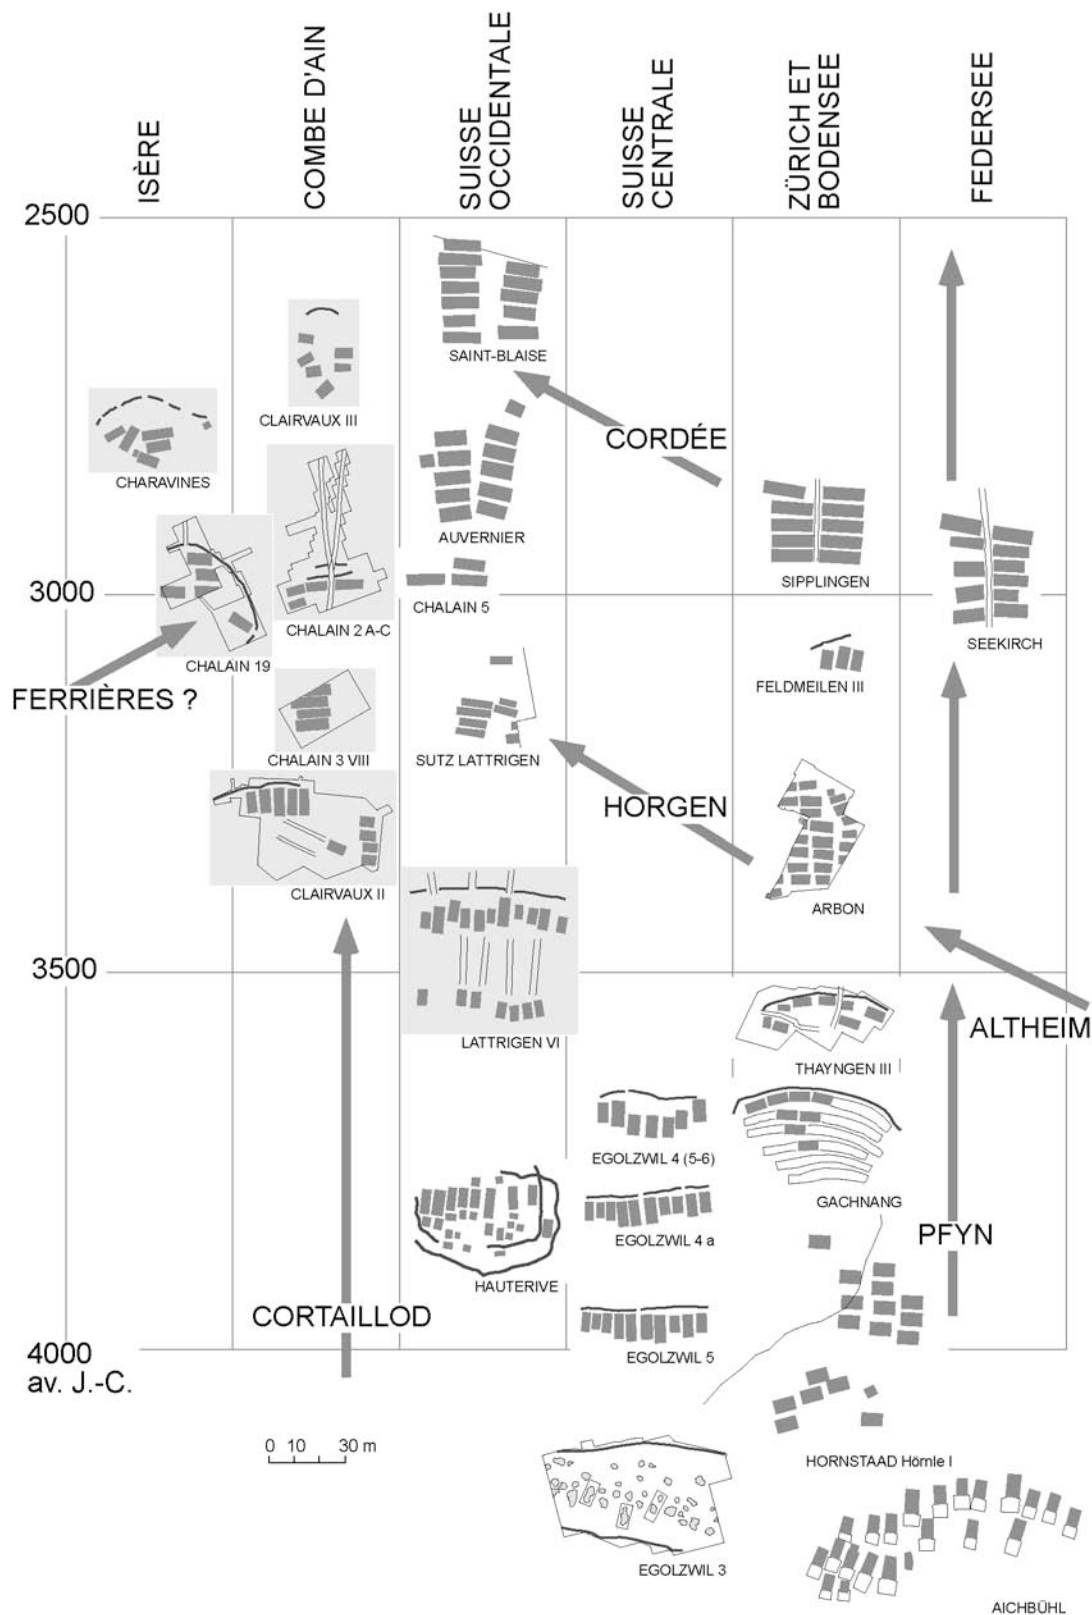 ISÈRE
COMBE D'AIN
SUISSE
OCCIDENTALE
SUISSE
CENTRALE
ZÜRICH ET
BODENSEE
FEDERSEE
2500
SAINT-BLAISE
CLAIRVAUX III
CORDÉE
CHARAVINES
AUVERNIER
SIPPLINGEN
CHALAIN 5
3000
CHALAIN 2 A-C
SEEKIRCH
CHALAIN 19
FELDMEILEN III
FERRIÈRES ?
CHALAIN 3 VIII
SUTZ LATTRIGEN
HORGEN
CLAIRVAUX II
ARBON
3500
ALTHEIM
LATTRIGEN VI
THAYNGEN III
EGOLZWIL 4 (5-6)
GACHNANG
EGOLZWIL 4 a
PFYN
HAUTERIVE
CORTAILLOD
4000
av. J.-C.
EGOLZWIL 5
0 10 30 m
HORNSTAAD Hörnle I
EGOLZWIL 3
AICHBÜHL